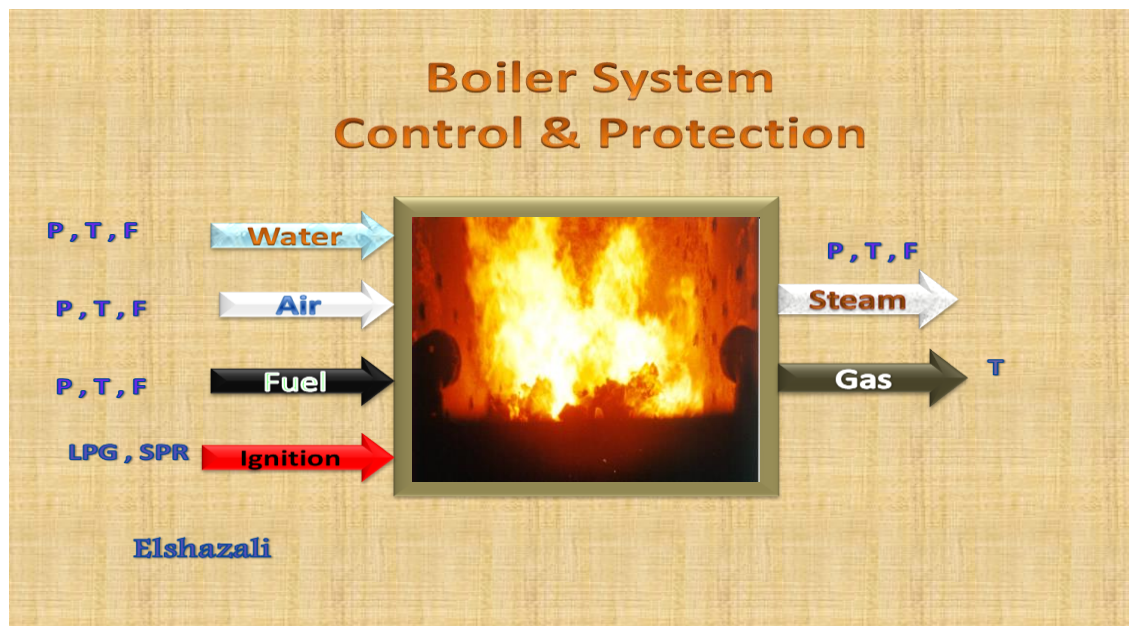 Boiler System
Control & Protection
P , T , F
Water
P , T , F
Air
P , T , F
Fuel
LPG , SPR
Ignition
P , T , F
Steam
Gas
T
Elshazali